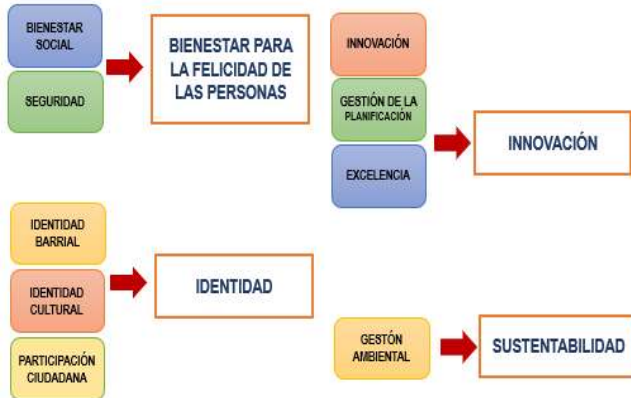 BIENESTAR
SOCIAL
SEGURIDAD
BIENESTAR PARA
LA FELICIDAD DE
LAS PERSONAS
INNOVACIÓN
GESTIÓN DE LA
PLANIFICACIÓN
EXCELENCIA
INNOVACIÓN
IDENTIDAD
BARRIAL
IDENTIDAD
CULTURAL
PARTICIPACIÓN
CIUDADANA
IDENTIDAD
GESTÓN
AMBIENTAL
SUSTENTABILIDAD